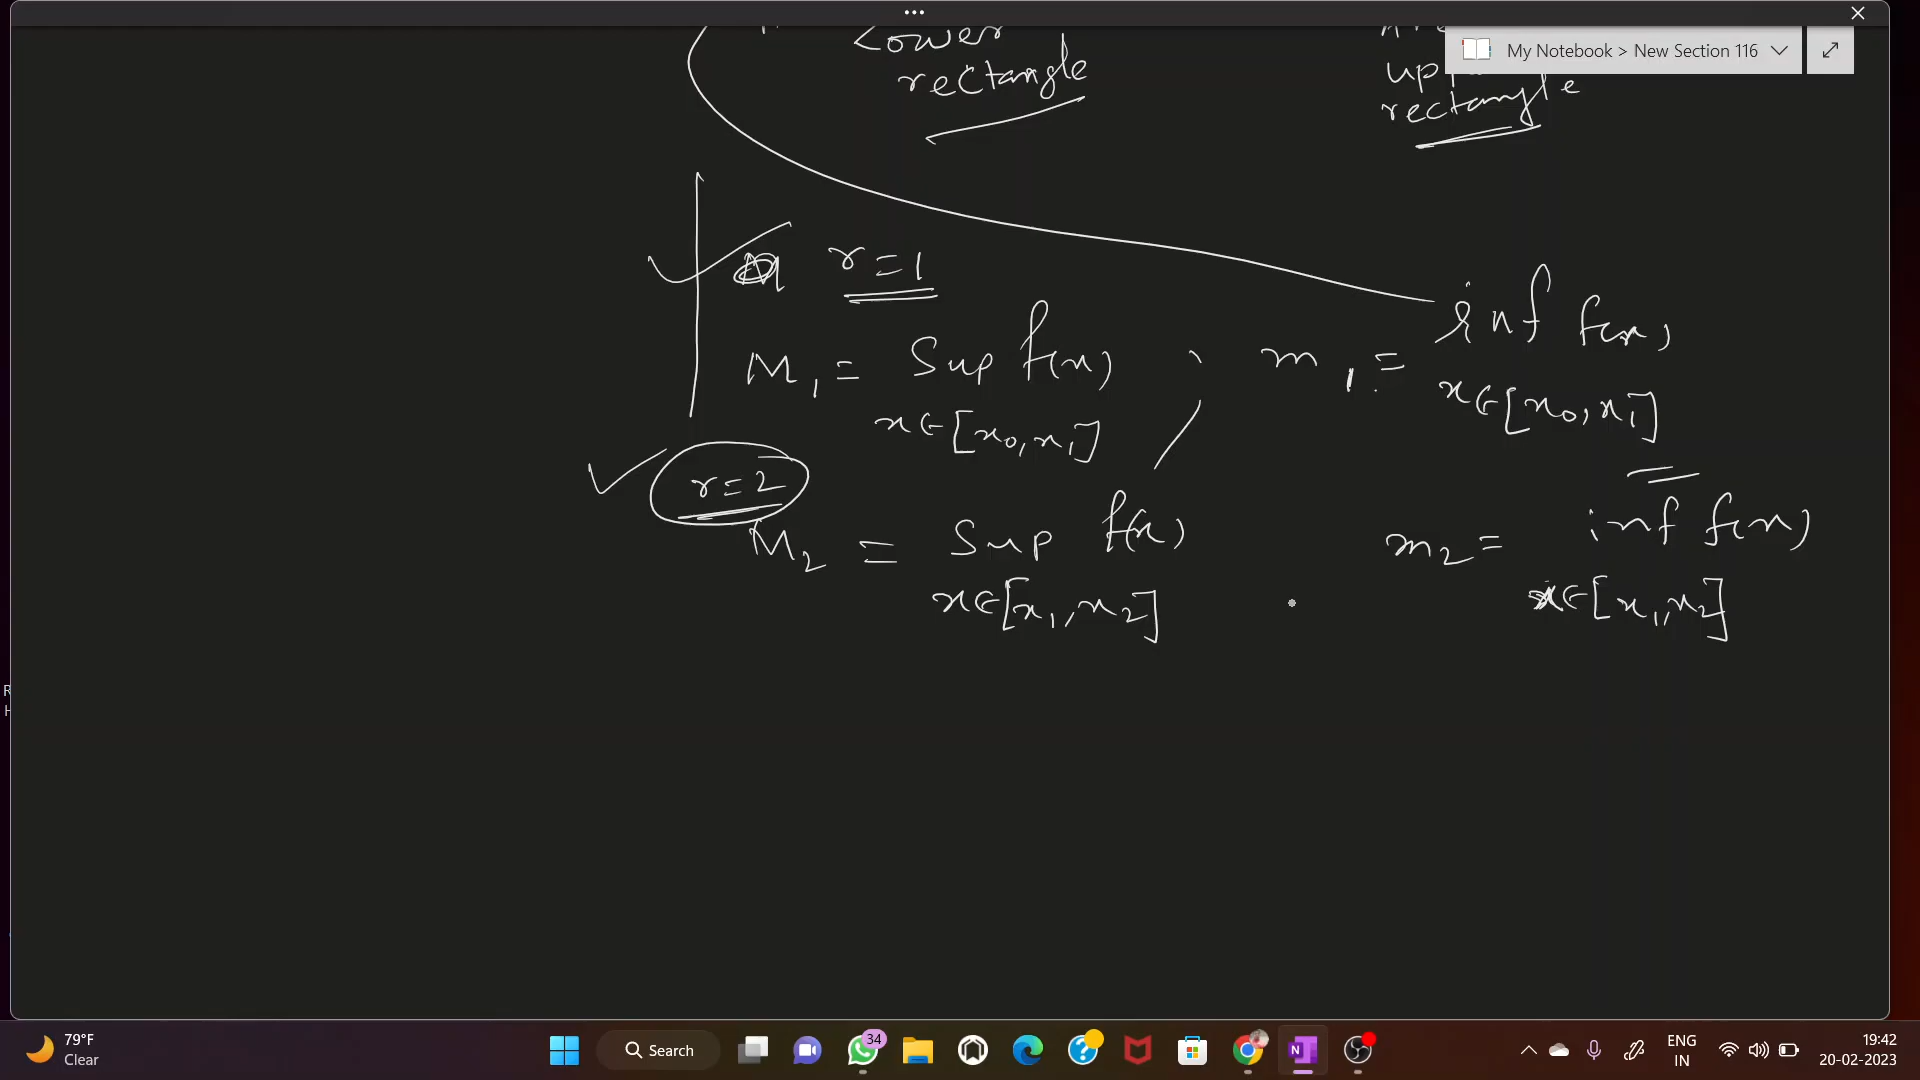 My Notebook > New Section 116
Lower
rectangle
rectangle
r = 1
M₁ = Sup f(x) , m₁ = inf f(x)
x∈[x₀, x₁] x∈[x₀, x₁]
r = 2
M₂ = Sup f(x) m₂ = inf f(x)
x∈[x₁, x₂] x∈[x₁, x₂]
79°F
Clear
Search
34
ENG
IN
19:42
20-02-2023